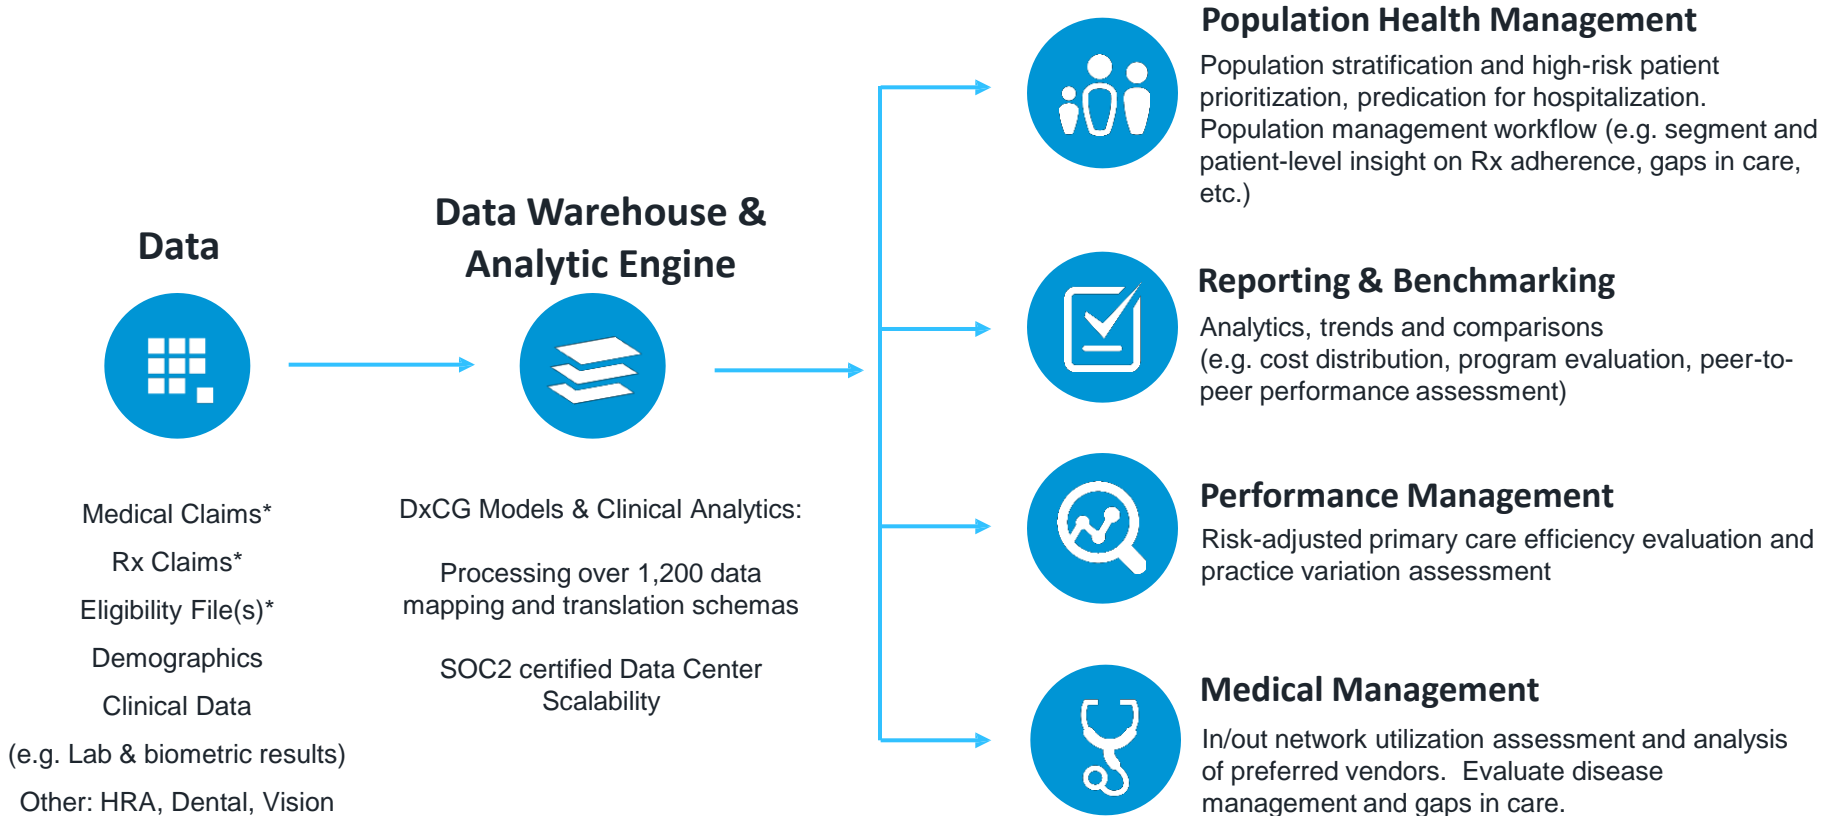 Data
Medical Claims*
Rx Claims*
Eligibility File(s)*
Demographics
Clinical Data
(e.g. Lab & biometric results)
Other: HRA, Dental, Vision
Data Warehouse &
Analytic Engine
DxCG Models & Clinical Analytics:
Processing over 1,200 data
mapping and translation schemas
SOC2 certified Data Center
Scalability
Population Health Management
Population stratification and high-risk patient
prioritization, predication for hospitalization.
Population management workflow (e.g. segment and
patient-level insight on Rx adherence, gaps in care,
etc.)
Reporting & Benchmarking
Analytics, trends and comparisons
(e.g. cost distribution, program evaluation, peer-to-
peer performance assessment)
Performance Management
Risk-adjusted primary care efficiency evaluation and
practice variation assessment
Medical Management
In/out network utilization assessment and analysis
of preferred vendors.  Evaluate disease
management and gaps in care.